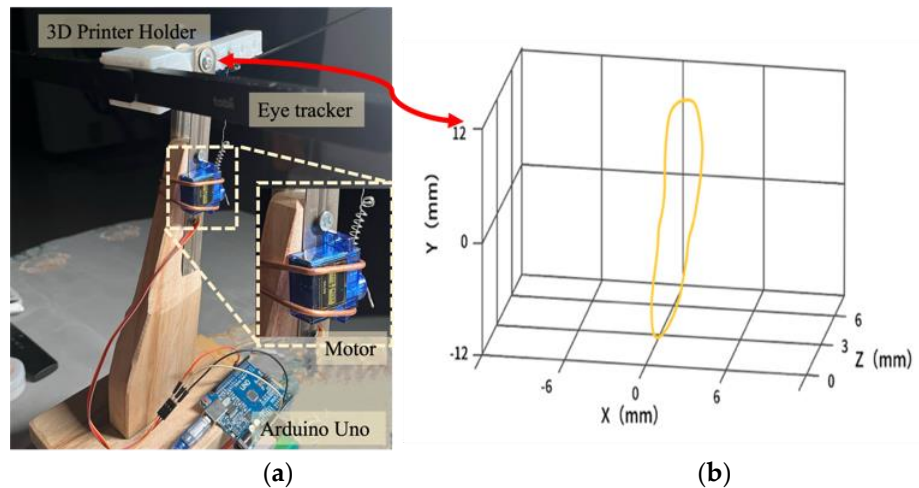 3D Printer Holder
Eye tracker
Motor
Arduino Uno
UNO
12
0
-12
Y (mm)
-6
0
6
X (mm)
6
3
0
Z (mm)
(a)
(b)